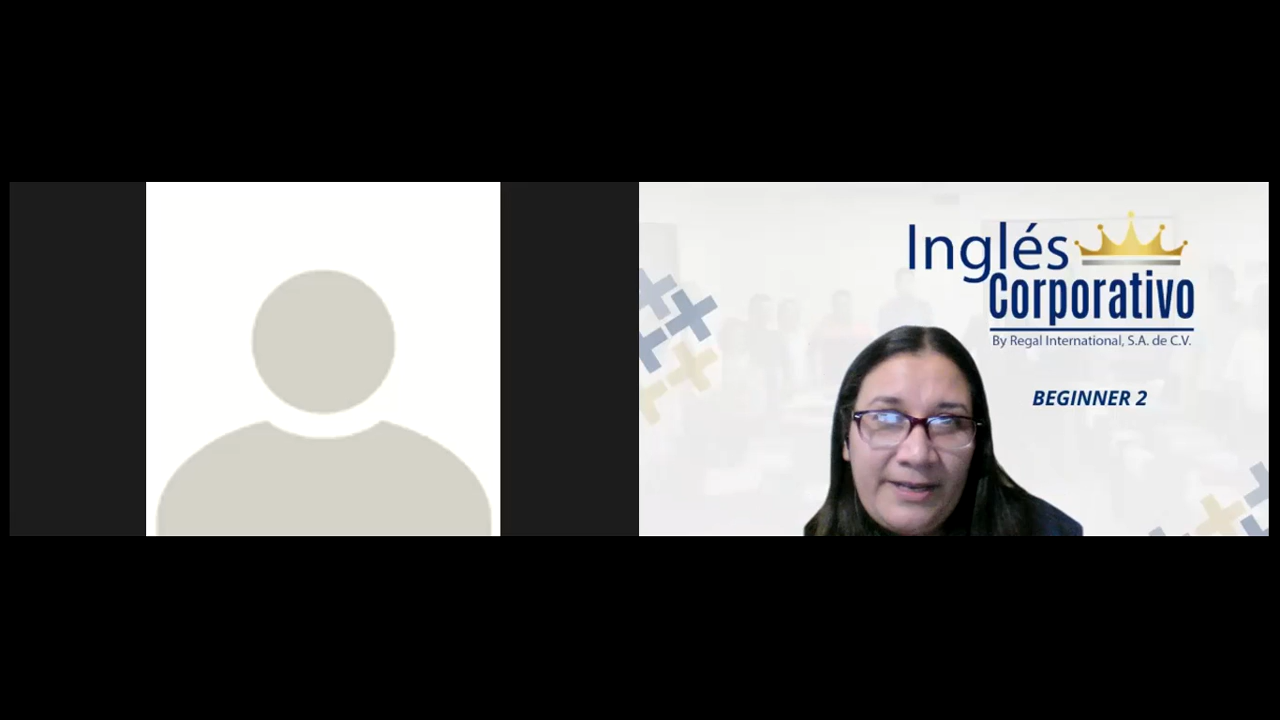 Inglés
Corporativo
By Regal International, S.A. de C.V.
BEGINNER 2